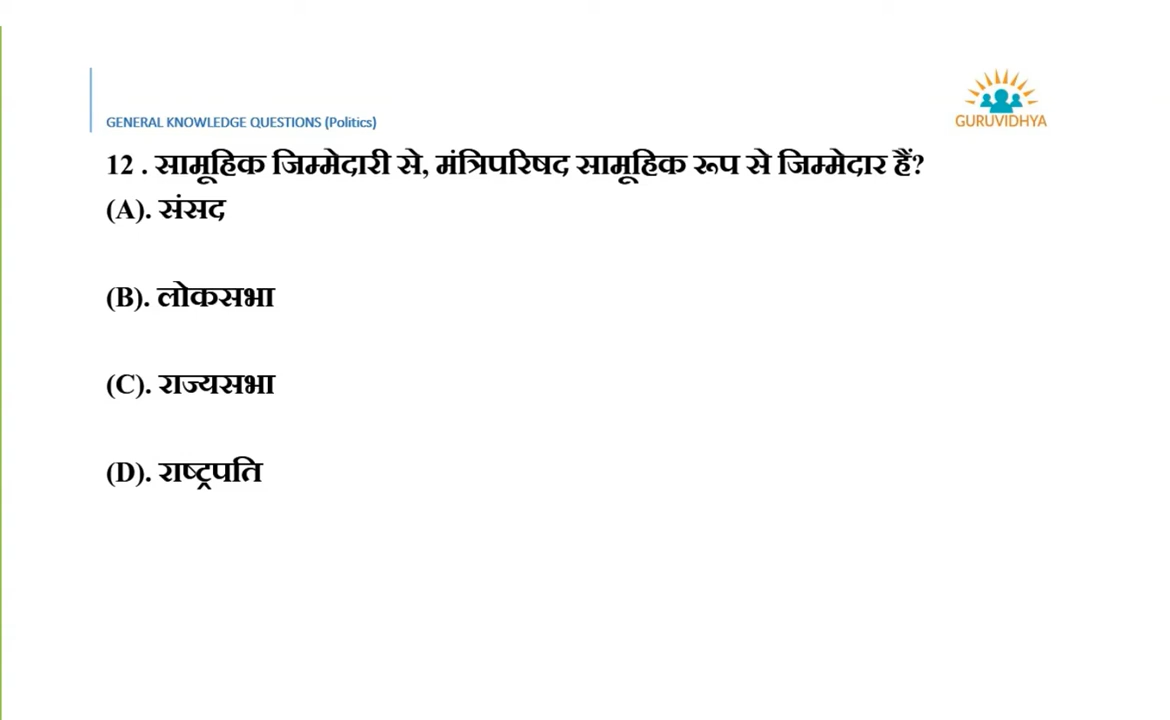 GENERAL KNOWLEDGE QUESTIONS (Politics)
GURUVIDHYA
12 . सामूहिक जिम्मेदारी से, मंत्रिपरिषद सामूहिक रूप से जिम्मेदार हैं?
(A). संसद
(B). लोकसभा
(C). राज्यसभा
(D). राष्ट्रपति